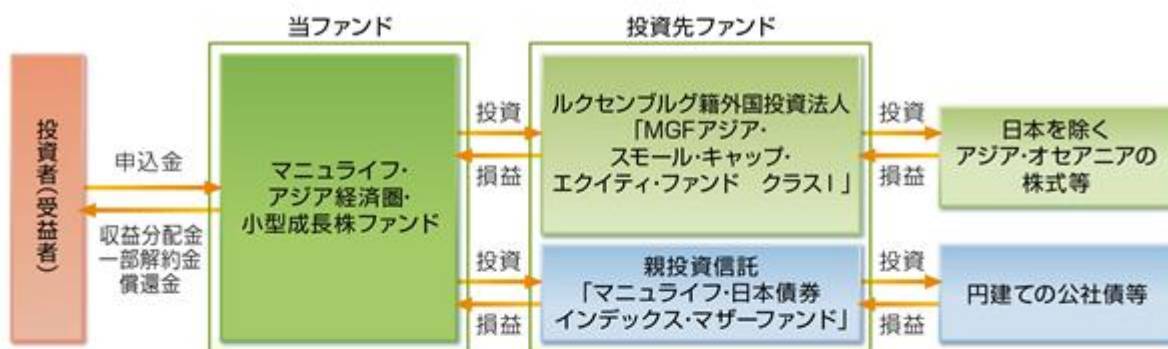 当ファンド
投資先ファンド
投資者(受益者)
申込金
収益分配金
一部解約金
償還金
マニュライフ・
アジア経済圏・
小型成長株ファンド
投資
損益
ルクセンブルグ籍外国投資法人
「MGFアジア・
スモール・キャップ・
エクイティ・ファンド クラスI」
投資
損益
日本を除く
アジア・オセアニアの
株式等
投資
損益
親投資信託
「マニュライフ・日本債券
インデックス・マザーファンド」
投資
損益
円建ての公社債等